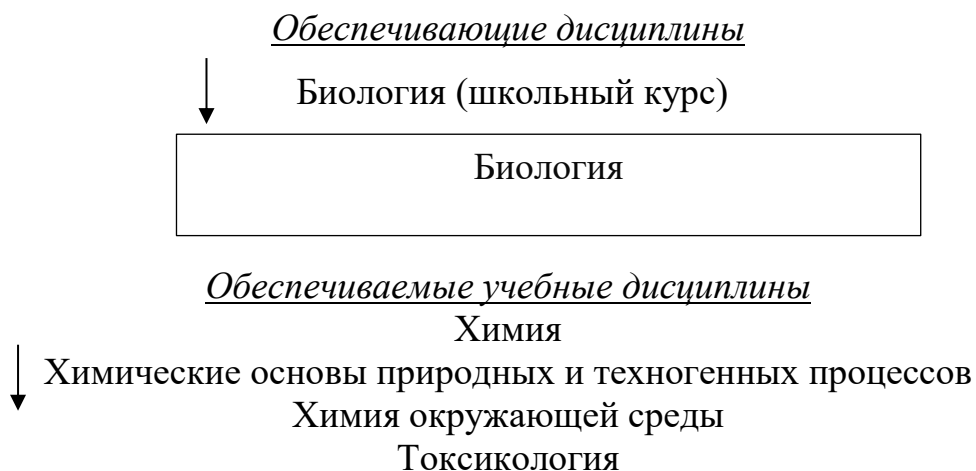 Обеспечивающие дисциплины
Биология (школьный курс)
Биология
Обеспечиваемые учебные дисциплины
Химия
Химические основы природных и техногенных процессов
Химия окружающей среды
Токсикология